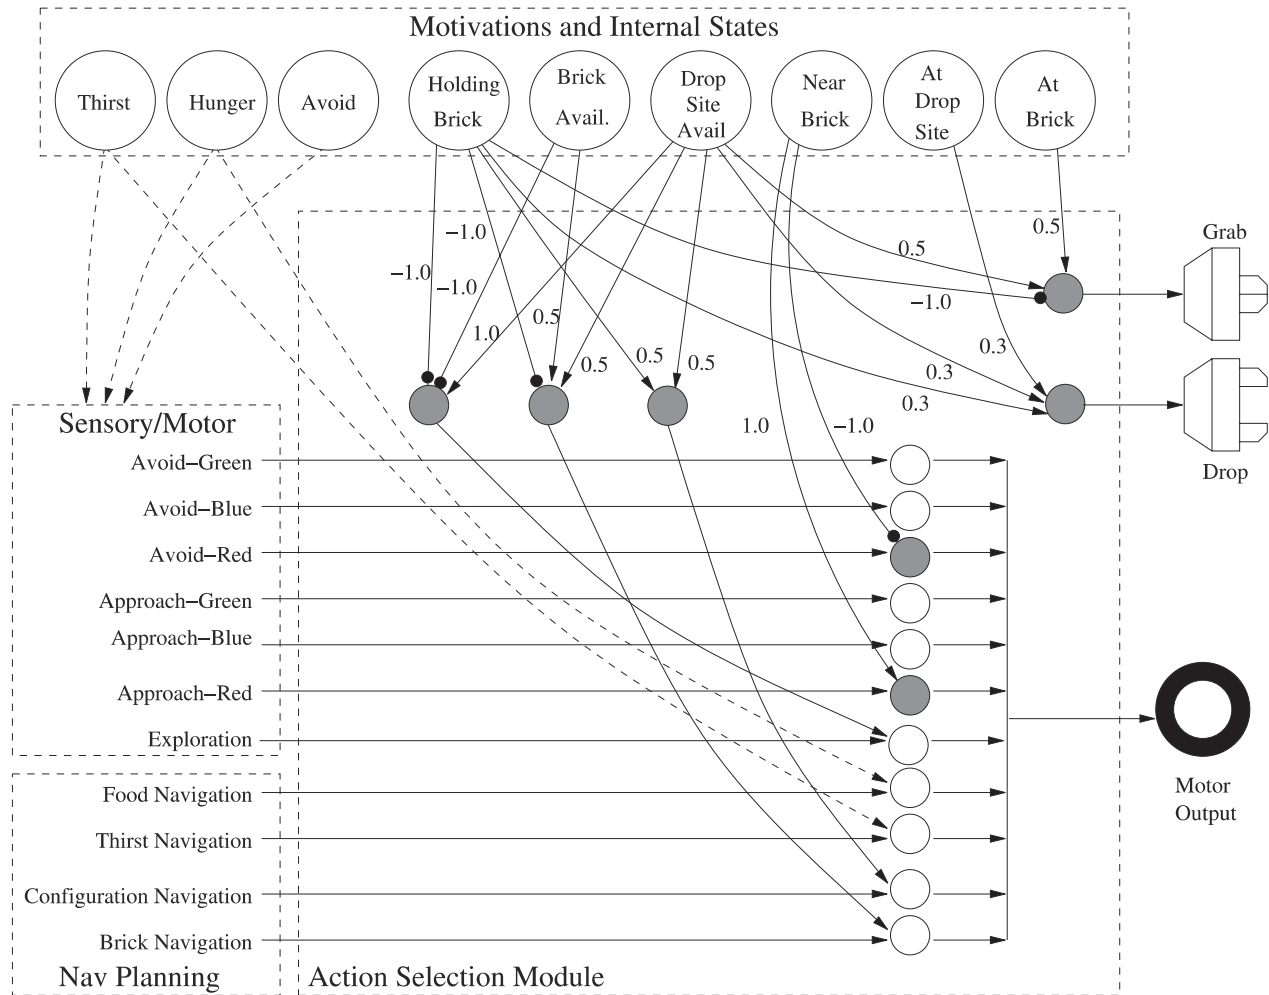 Motivations and Internal States
Thirst
Hunger
Avoid
Holding
Brick
Brick
Avail.
Drop
Site
Avail
Near
Brick
At
Drop
Site
At
Brick
−1.0
−1.0
−1.0
1.0
0.5
0.5
0.5
0.5
0.5
−1.0
0.5
0.3
0.3
0.3
1.0
−1.0
Grab
Drop
Sensory/Motor
Avoid−Green
Avoid−Blue
Avoid−Red
Approach−Green
Approach−Blue
Approach−Red
Exploration
Food Navigation
Thirst Navigation
Configuration Navigation
Brick Navigation
Nav Planning
Action Selection Module
Motor
Output